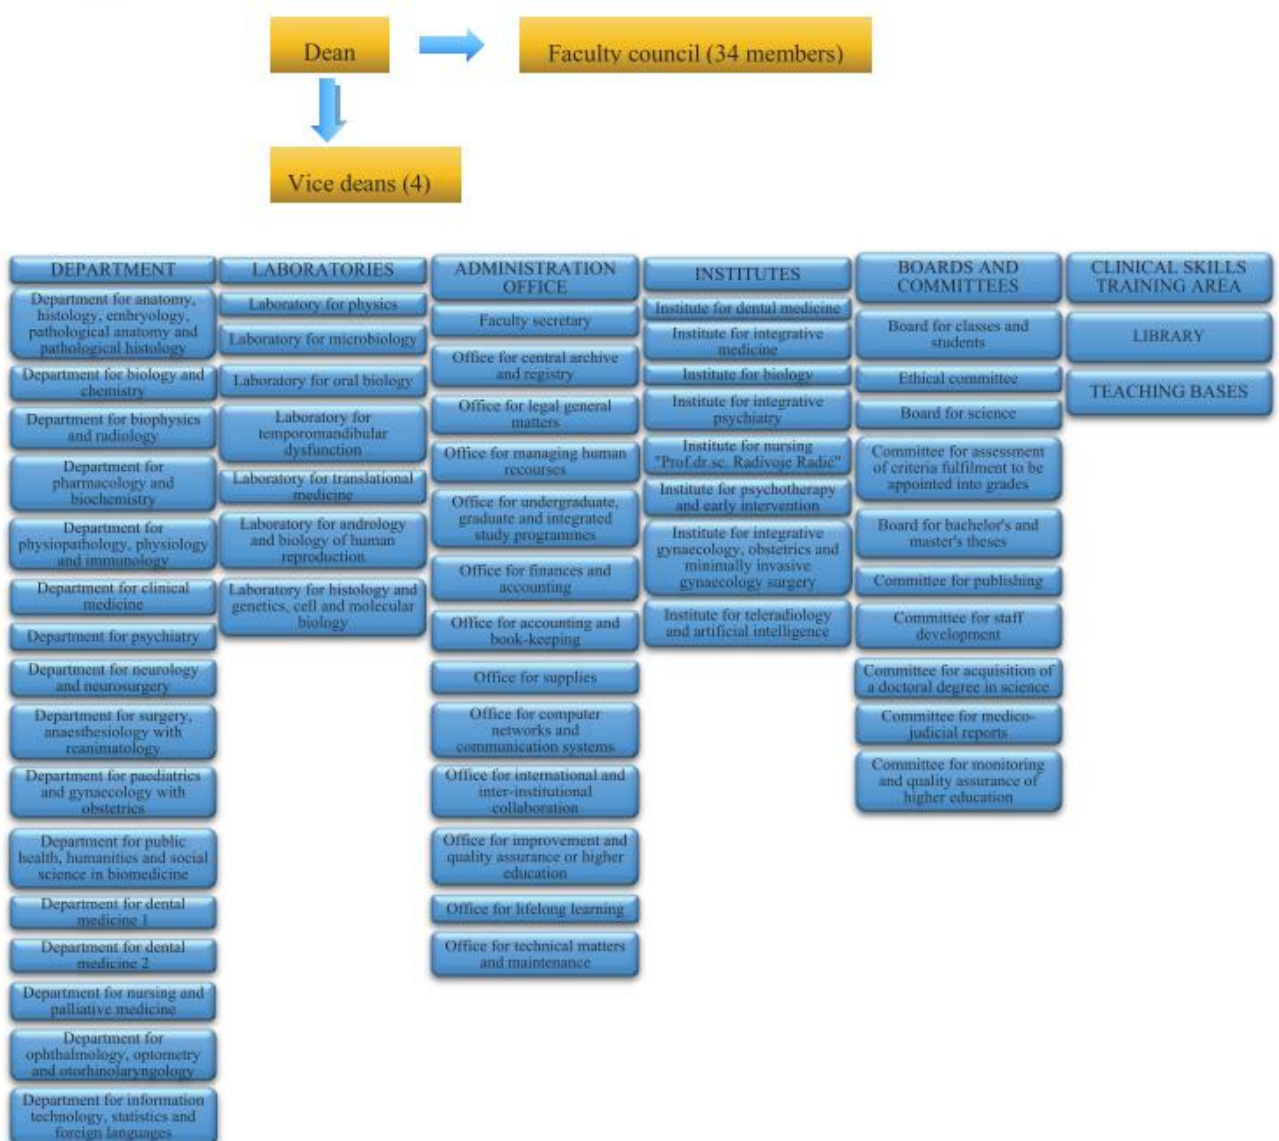 Dean
Faculty council (34 members)
Vice deans (4)
DEPARTMENT
Department for anatomy,
histology, embryology,
pathological anatomy and
pathological histology
Department for biology and
chemistry
Department for biophysics
and radiology
Department for
pharmacology and
biochemistry
Department for
physiopathology, physiology
and immunology
Department for clinical
medicine
Department for psychiatry
Department for neurology
and neurosurgery
Department for surgery,
anaesthesiology with
reanimatology
Department for paediatrics
and gynaecology with
obstetrics
Department for public
health, humanities and social
science in biomedicine
Department for dental
medicine 1
Department for dental
medicine 2
Department for nursing and
palliative medicine
Department for
ophthalmology, optometry
and otorhinolaryngology
Department for information
technology, statistics and
foreign languages
LABORATORIES
Laboratory for physics
Laboratory for microbiology
Laboratory for oral biology
Laboratory for
temporomandibular
dysfunction
Laboratory for translational
medicine
Laboratory for andrology
and biology of human
reproduction
Laboratory for histology and
genetics, cell and molecular
biology
ADMINISTRATION
OFFICE
Faculty secretary
Office for central archive
and registry
Office for legal general
matters
Office for managing human
recourses
Office for undergraduate,
graduate and integrated
study programmes
Office for finances and
accounting
Office for accounting and
book-keeping
Office for supplies
Office for computer
networks and
communication systems
Office for international and
inter-institutional
collaboration
Office for improvement and
quality assurance or higher
education
Office for lifelong learning
Office for technical matters
and maintenance
INSTITUTES
Institute for dental medicine
Institute for integrative
medicine
Institute for biology
Institute for integrative
psychiatry
Institute for nursing
"Prof.dr.sc. Radivoje Radić"
Institute for psychotherapy
and early intervention
Institute for integrative
gynaecology, obstetrics and
minimally invasive
gynaecology surgery
Institute for teleradiology
and artificial intelligence
BOARDS AND
COMMITTEES
Board for classes and
students
Ethical committee
Board for science
Committee for assessment
of criteria fulfilment to be
appointed into grades
Board for bachelor's and
master's theses
Committee for publishing
Committee for staff
development
Committee for acquisition of
a doctoral degree in science
Committee for medico-
judicial reports
Committee for monitoring
and quality assurance of
higher education
CLINICAL SKILLS
TRAINING AREA
LIBRARY
TEACHING BASES